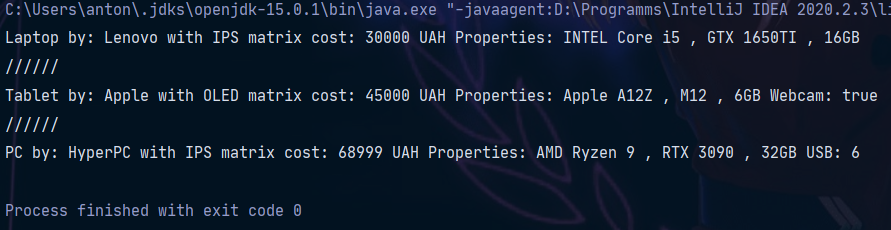 C:\Users\anton\.jdks\openjdk-15.0.1\bin\java.exe "-javaagent:D:\Programms\IntelliJ IDEA 2020.2.3\li
Laptop by: Lenovo with IPS matrix cost: 30000 UAH Properties: INTEL Core i5 , GTX 1650TI , 16GB
//////
Tablet by: Apple with OLED matrix cost: 45000 UAH Properties: Apple A12Z , M12 , 6GB Webcam: true
//////
PC by: HyperPC with IPS matrix cost: 68999 UAH Properties: AMD Ryzen 9 , RTX 3090 , 32GB USB: 6
Process finished with exit code 0